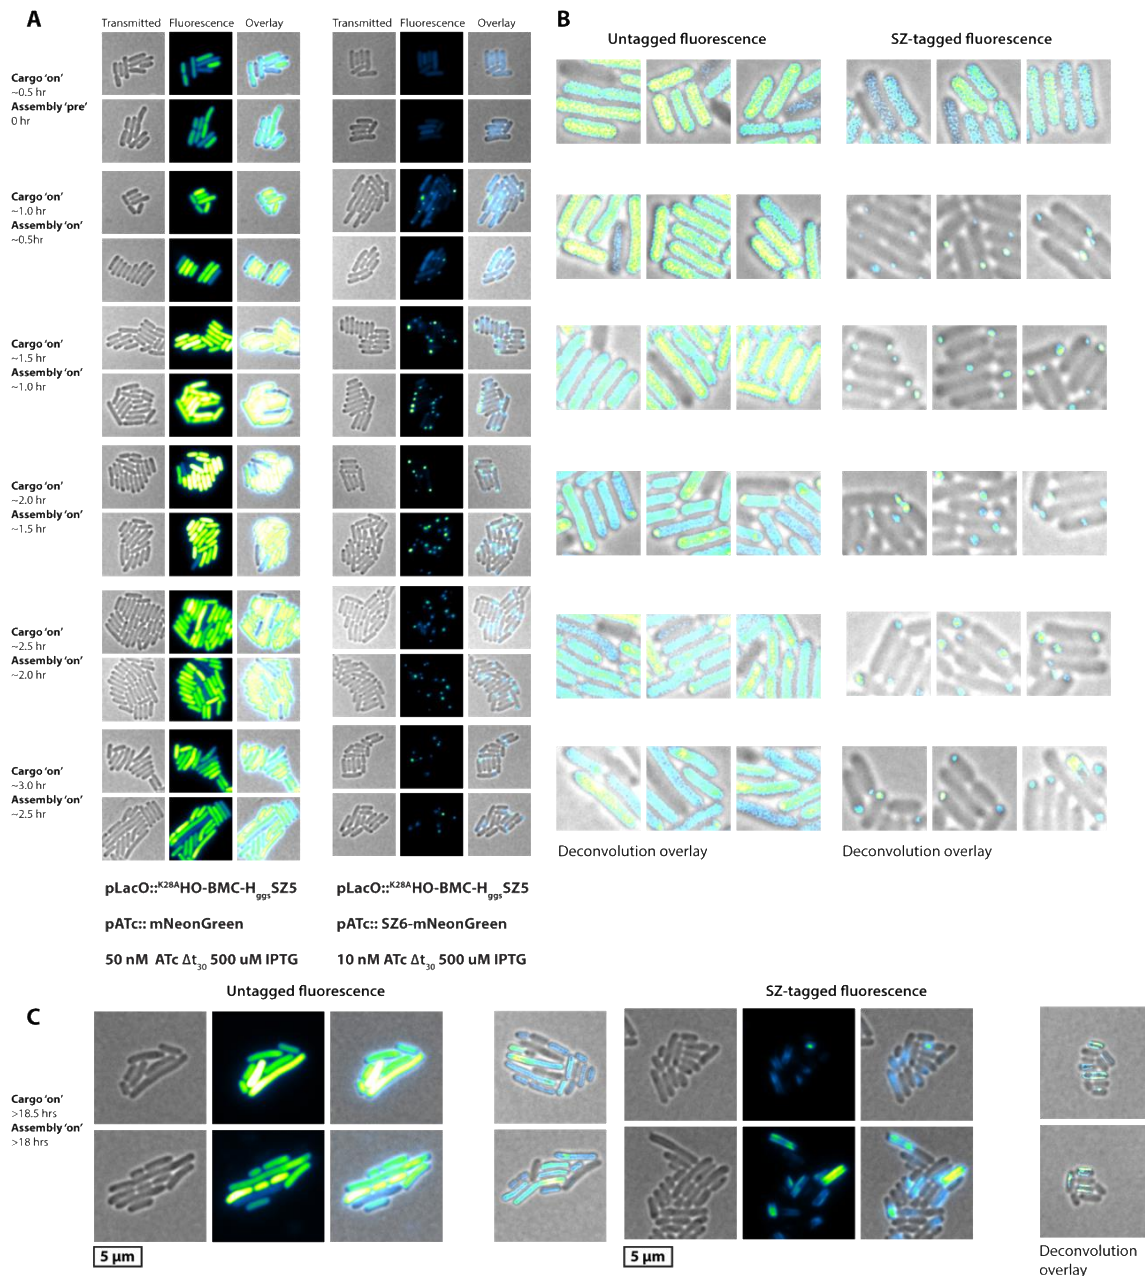 A
Transmitted Fluorescence Overlay
Transmitted Fluorescence Overlay
Cargo ‘on’
~0.5 hr
Assembly ‘pre’
0 hr
Cargo ‘on’
~1.0 hr
Assembly ‘on’
~0.5hr
Cargo ‘on’
~1.5 hr
Assembly ‘on’
~1.0 hr
Cargo ‘on’
~2.0 hr
Assembly ‘on’
~1.5 hr
Cargo ‘on’
~2.5 hr
Assembly ‘on’
~2.0 hr
Cargo ‘on’
~3.0 hr
Assembly ‘on’
~2.5 hr
pLacO::K28AHO-BMC-HggsSZ5
pATc:: mNeonGreen
50 nM ATc Δt30 500 uM IPTG
pLacO::K28AHO-BMC-HggsSZ5
pATc:: SZ6-mNeonGreen
10 nM ATc Δt30 500 uM IPTG
B
Untagged fluorescence
SZ-tagged fluorescence
Deconvolution overlay
Deconvolution overlay
C
Untagged fluorescence
SZ-tagged fluorescence
Cargo ‘on’
>18.5 hrs
Assembly ‘on’
>18 hrs
5 µm
5 µm
Deconvolution
overlay